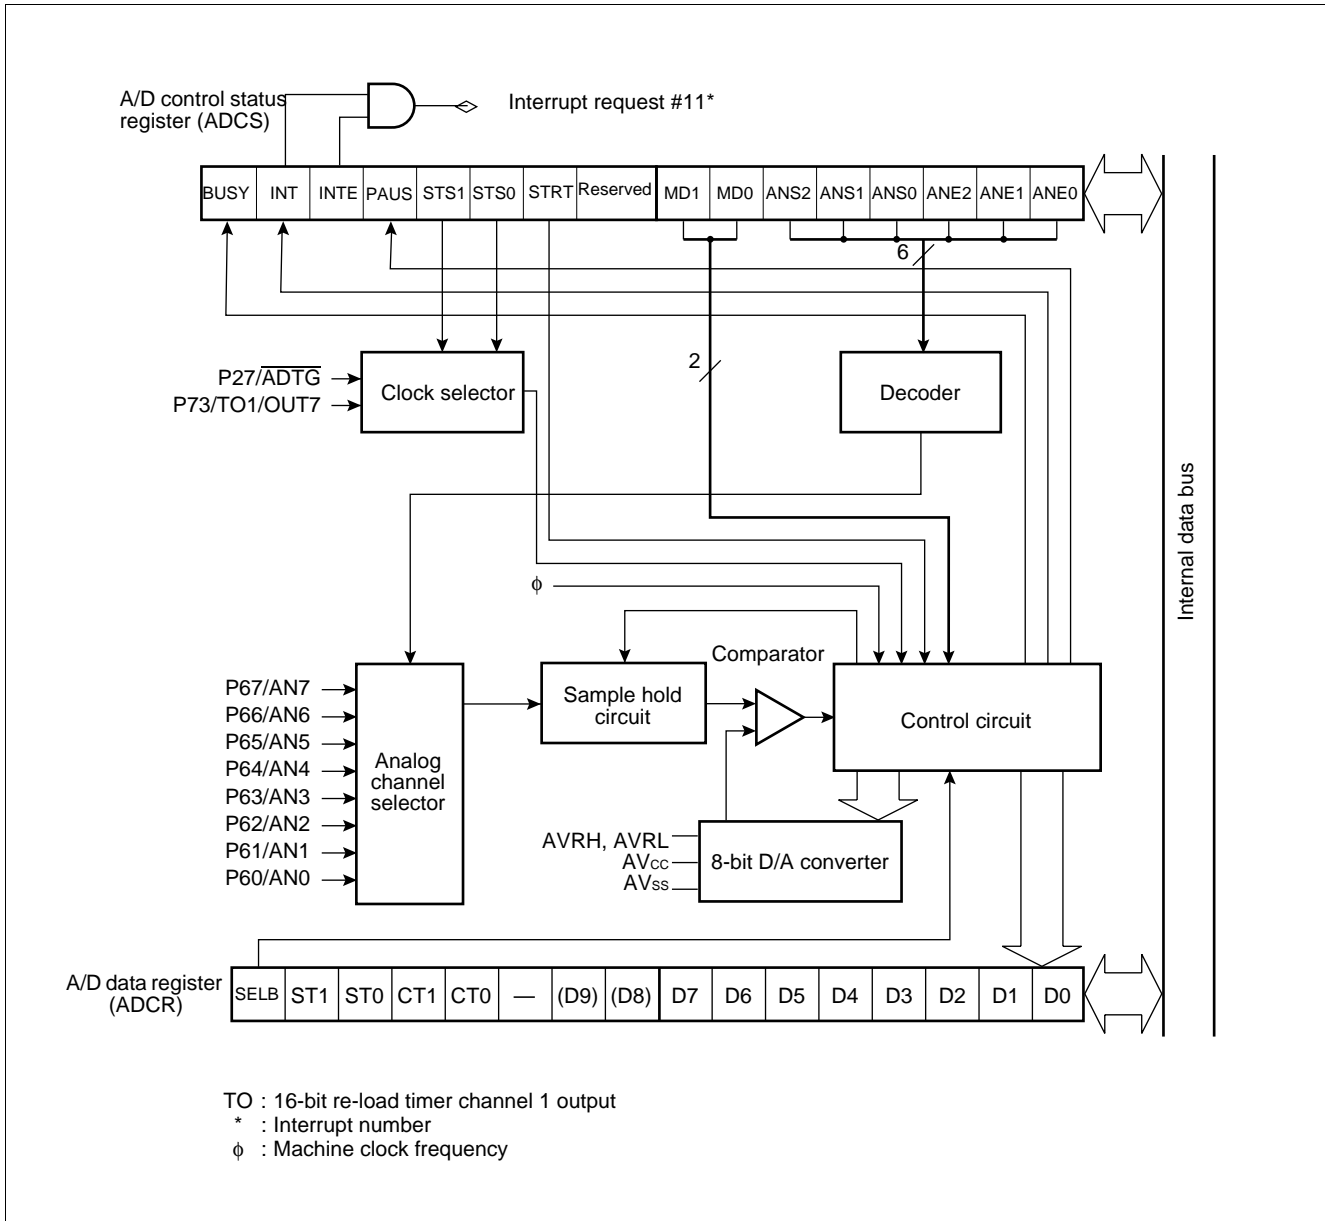 A/D control status
register (ADCS)
Interrupt request #11*
BUSY INT INTE PAUS STS1 STS0 STRT Reserved MD1 MD0 ANS2 ANS1 ANS0 ANE2 ANE1 ANE0
6
2
P27/ADTG
P73/TO1/OUT7
Clock selector
Decoder
Internal data bus
ϕ
Comparator
P67/AN7
P66/AN6
P65/AN5
P64/AN4
P63/AN3
P62/AN2
P61/AN1
P60/AN0
Analog
channel
selector
Sample hold
circuit
Control circuit
AVRH, AVRL
AVCC
AVSS
8-bit D/A converter
A/D data register
(ADCR)
SELB ST1 ST0 CT1 CT0 — (D9) (D8) D7 D6 D5 D4 D3 D2 D1 D0
TO : 16-bit re-load timer channel 1 output
* : Interrupt number
ϕ : Machine clock frequency